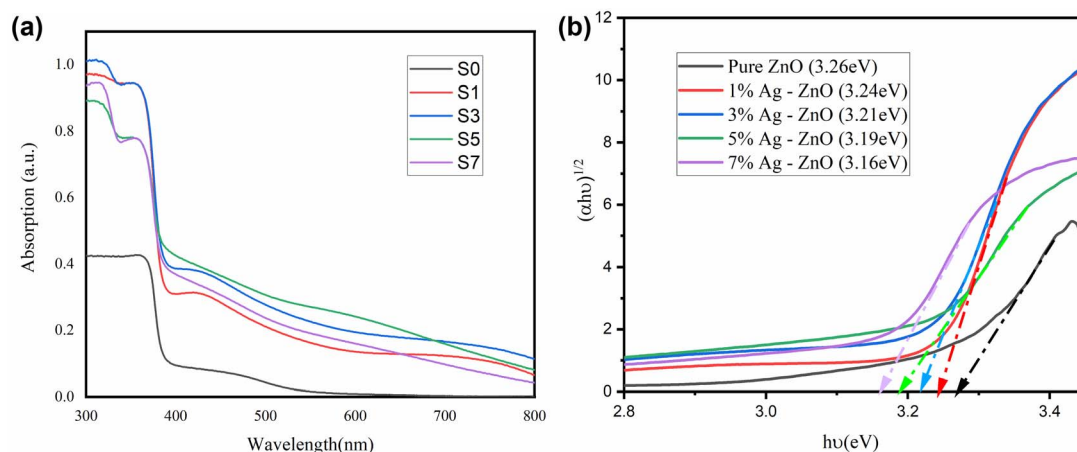 (a)
Absorption (a.u.)
1.0
0.8
0.6
0.4
0.2
0.0
S0
S1
S3
S5
S7
300 400 500 600 700 800
Wavelength(nm)
(b)
(αhυ)^1/2
12
10
8
6
4
2
0
Pure ZnO (3.26eV)
1% Ag - ZnO (3.24eV)
3% Ag - ZnO (3.21eV)
5% Ag - ZnO (3.19eV)
7% Ag - ZnO (3.16eV)
2.8 3.0 3.2 3.4
hυ(eV)